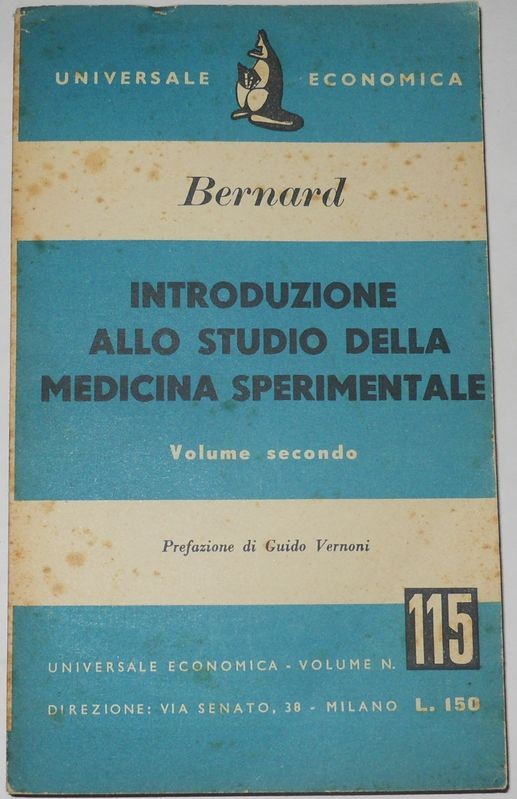 UNIVERSALE ECONOMICA
Bernard
INTRODUZIONE
ALLO STUDIO DELLA
MEDICINA SPERIMENTALE
Volume secondo
Prefazione di Guido Vernoni
UNIVERSALE ECONOMICA - VOLUME N. 115
DIREZIONE: VIA SENATO, 38 - MILANO L. 150